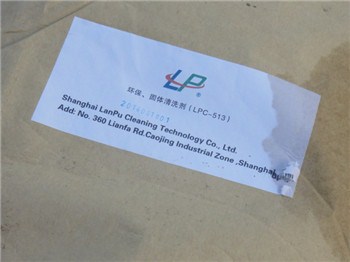 LP
®
环保、固体清洗剂（LPC-513）
Shanghai LanPu Cleaning Technology Co., Ltd.
Add: No. 360 Lianfa Rd.Caojing Industrial Zone ,Shanghai